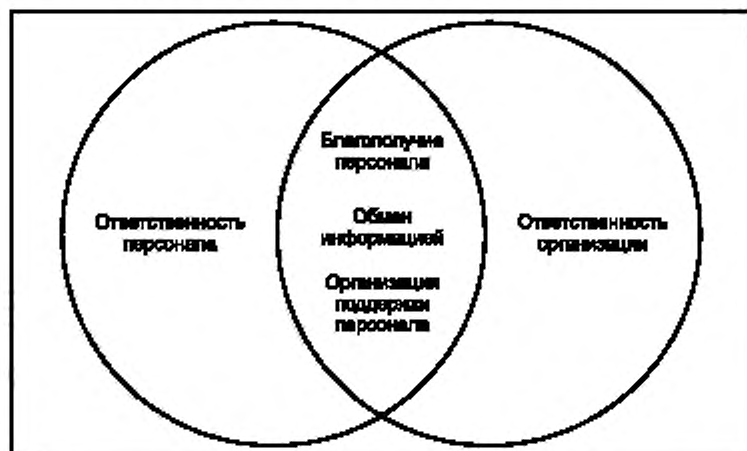 Благополучие
персонала
Ответственность
персонала
Обмен
информацией
Ответственность
организации
Организация
поддержки
персонала